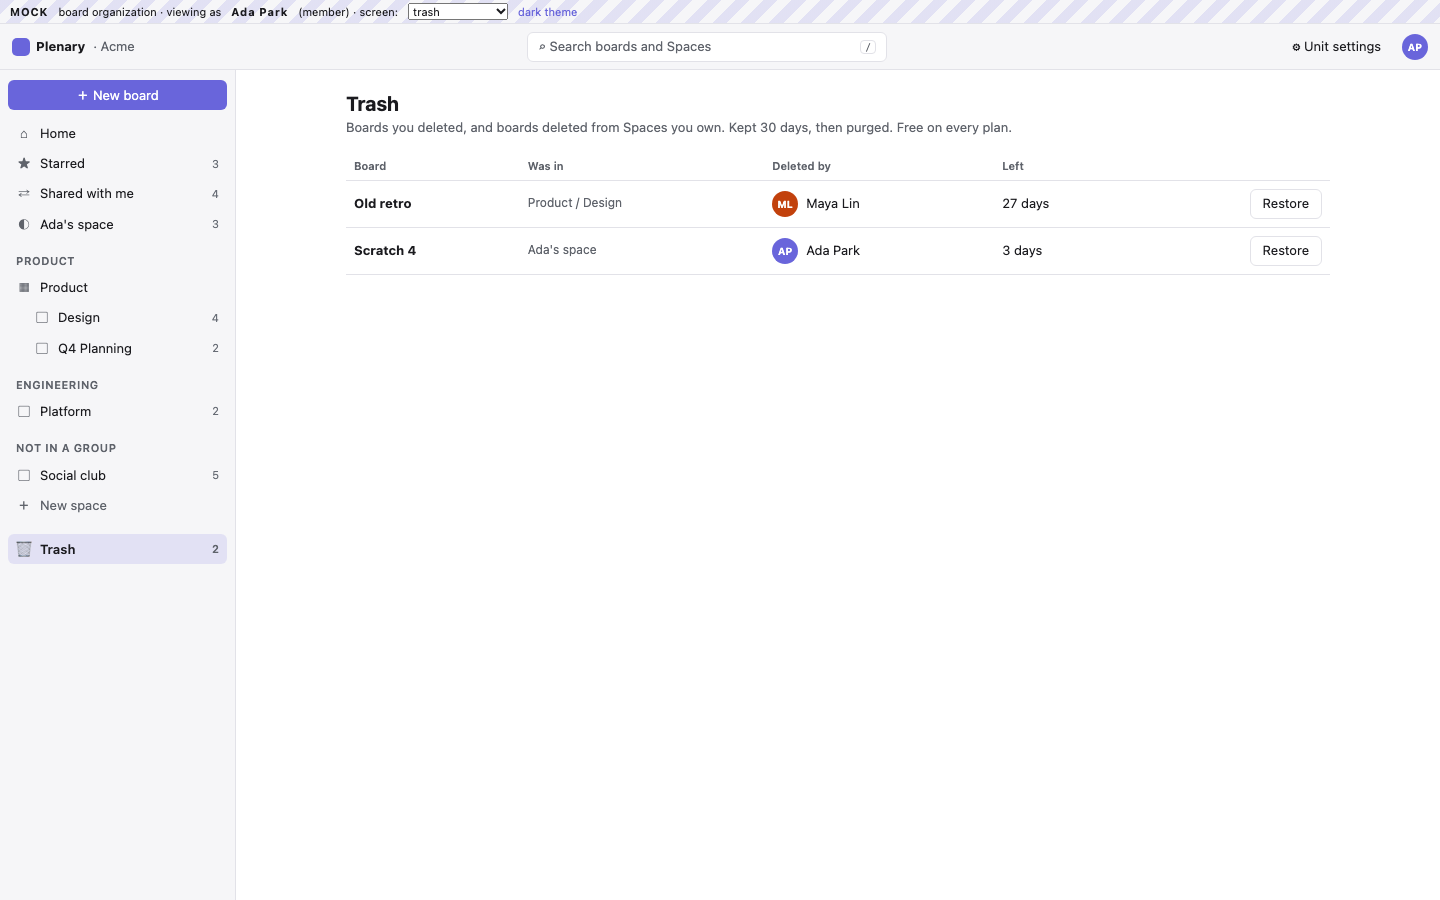 MOCK board organization · viewing as Ada Park (member) · screen: trash dark theme
Plenary · Acme
Search boards and Spaces /
Unit settings AP
+ New board
Home
Starred 3
Shared with me 4
Ada's space 3
PRODUCT
Product
Design 4
Q4 Planning 2
ENGINEERING
Platform 2
NOT IN A GROUP
Social club 5
+ New space
Trash 2
Trash
Boards you deleted, and boards deleted from Spaces you own. Kept 30 days, then purged. Free on every plan.
Board Was in Deleted by Left
Old retro Product / Design ML Maya Lin 27 days Restore
Scratch 4 Ada's space AP Ada Park 3 days Restore